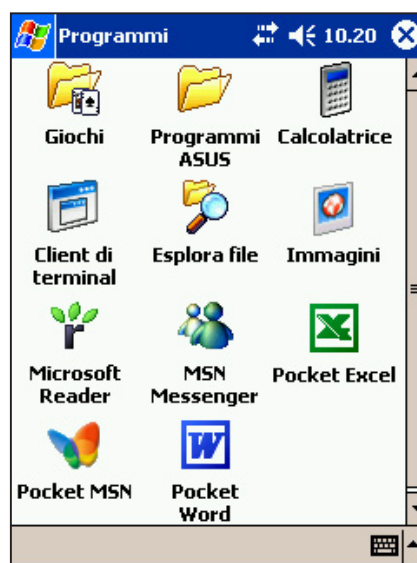 Programmi 10.20
Giochi Programmi ASUS Calcolatrice
Client di terminal Esplora file Immagini
Microsoft Reader MSN Messenger Pocket Excel
Pocket MSN Pocket Word